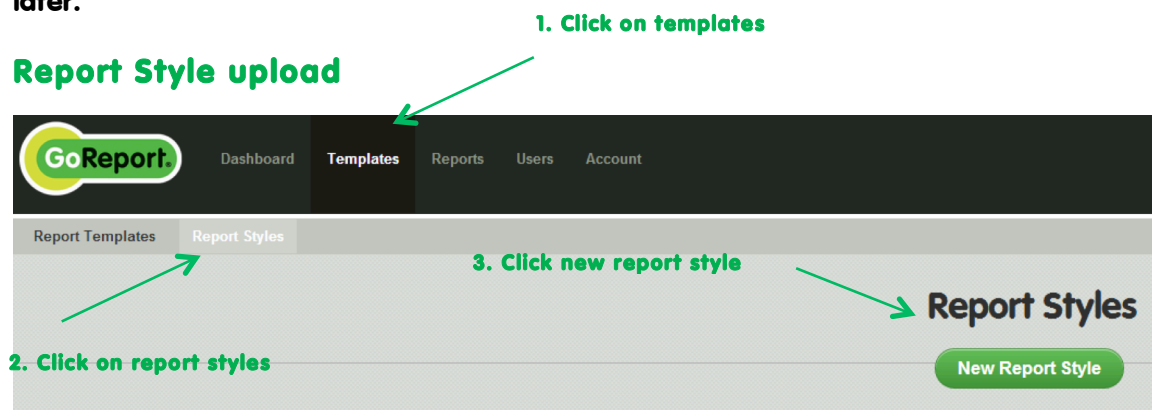 later.
1. Click on templates
Report Style upload
GoReport.
Dashboard Templates Reports Users Account
Report Templates Report Styles
3. Click new report style
Report Styles
2. Click on report styles
New Report Style